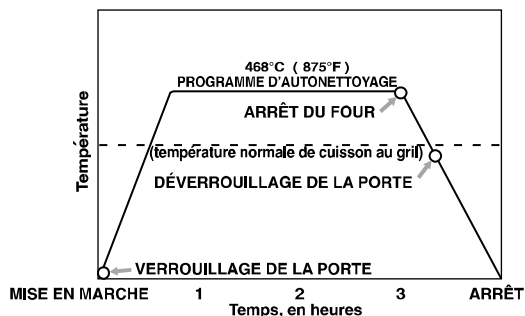 468°C ( 875°F )
PROGRAMME D'AUTONETTOYAGE
ARRÊT DU FOUR
(température normale de cuisson au gril)
DÉVERROUILLAGE DE LA PORTE
VERROUILLAGE DE LA PORTE
Température
MISE EN MARCHE 1 2 3 ARRÊT
Temps, en heures